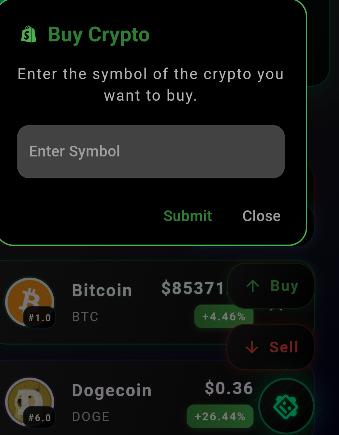 Buy Crypto
Enter the symbol of the crypto you
want to buy.
Enter Symbol
Submit Close
Bitcoin $85371
Buy
#1.0 BTC +4.46%
Sell
Dogecoin $0.36
#6.0 DOGE +26.44%